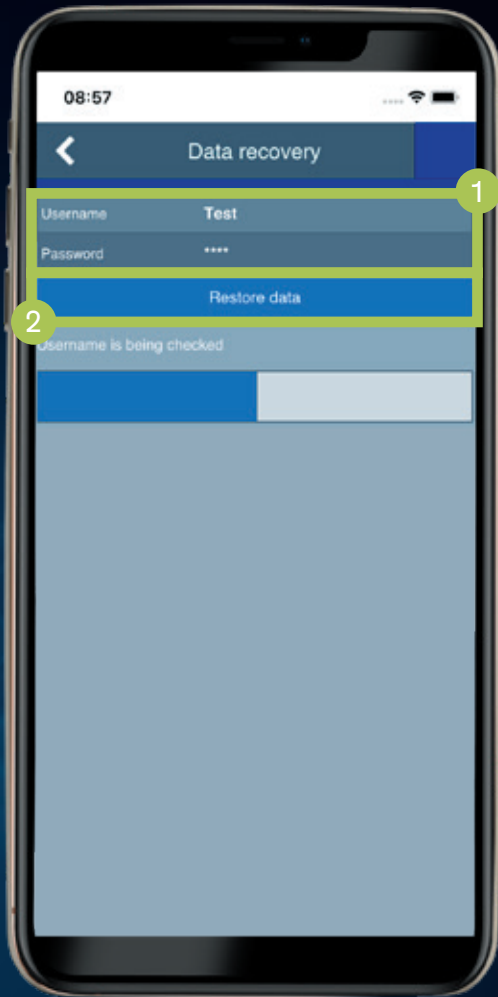 08:57
Data recovery
1
Username Test
Password ****
Restore data
2
Username is being checked